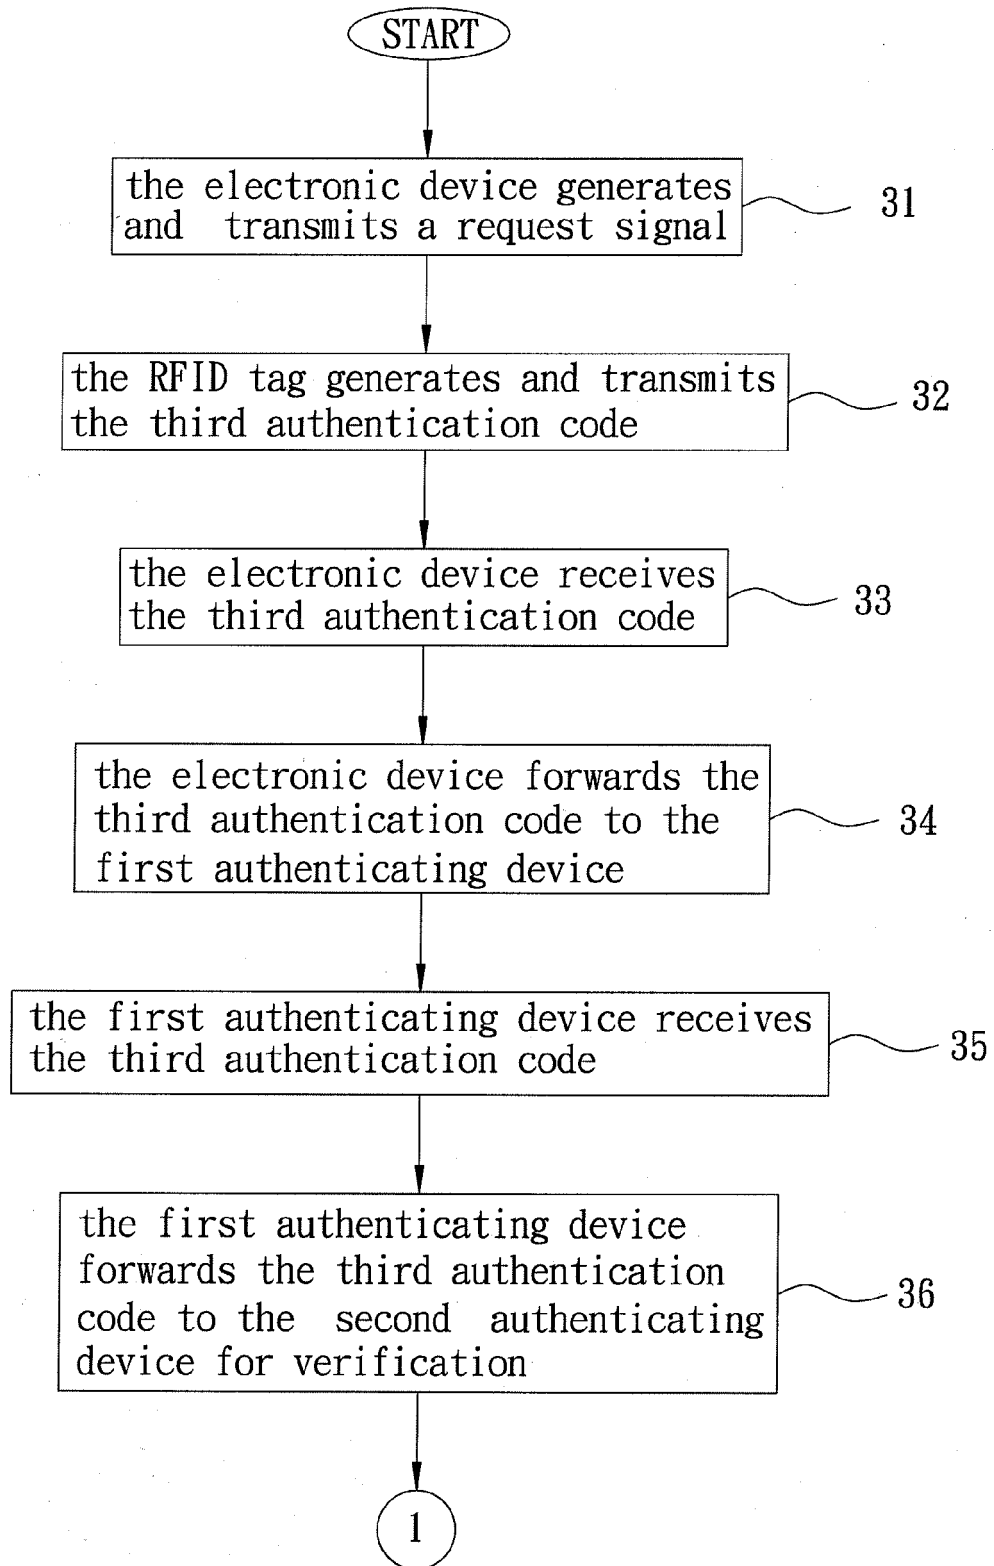 START
the electronic device generates
and transmits a request signal
31
the RFID tag generates and transmits
the third authentication code
32
the electronic device receives
the third authentication code
33
the electronic device forwards the
third authentication code to the
first authenticating device
34
the first authenticating device receives
the third authentication code
35
the first authenticating device
forwards the third authentication
code to the second authenticating
device for verification
36
1